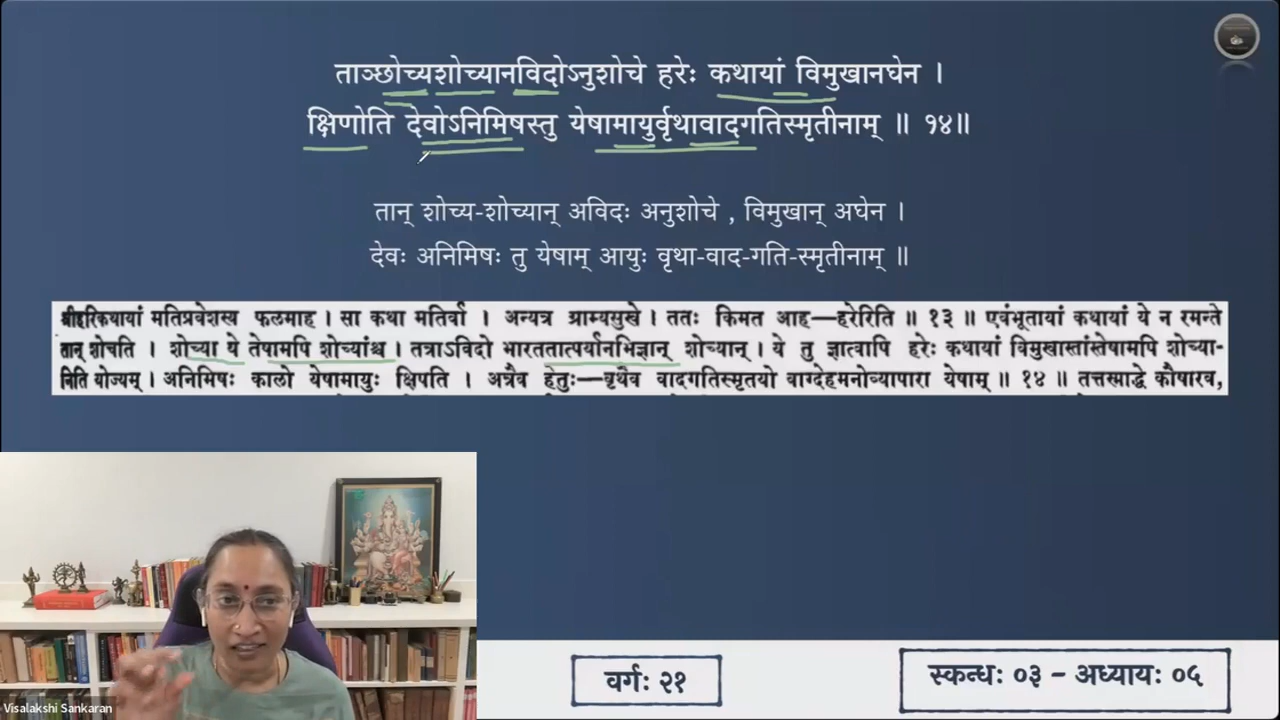 ताञ्छोच्यशोच्यानविदोऽनुशोचे हरेः कथायां विमुखानघेन ।
क्षिणोति देवोऽनिमिषस्तु येषामायुर्वृथावादगतिस्मृतीनाम् ॥ १४॥
तान् शोच्य-शोच्यान् अविदः अनुशोचे , विमुखान् अघेन ।
देवः अनिमिषः तु येषाम् आयुः वृथा-वाद-गति-स्मृतीनाम् ॥
श्रीहरिकथायां मतिप्रवेशस्य फलमाह । सा कथा मतिर्वा । अन्यत्र ग्राम्यसुखे । ततः किमत आह—हरेरिति ॥ १३ ॥ एवंभूतायां कथायां ये न रमन्ते
तान् शोचति । शोच्या ये तेषामपि शोच्यांश्च । तत्राऽविदो भारततात्पर्यानभिज्ञान् शोच्यान् । ये तु ज्ञात्वापि हरेः कथायां विमुखास्तांस्तेषामपि शोच्या-
निति योज्यम् । अनिमिषः कालो येषामायुः क्षिपति । अत्रैव हेतुः—वृथैव वादगतिस्मृतयो वाग्देहमनोव्यापारा येषाम् ॥ १४ ॥ तत्तस्माद्धे कौषारव,
Visalakshi Sankaran
वर्गः २१
स्कन्धः ०३ – अध्यायः ०५